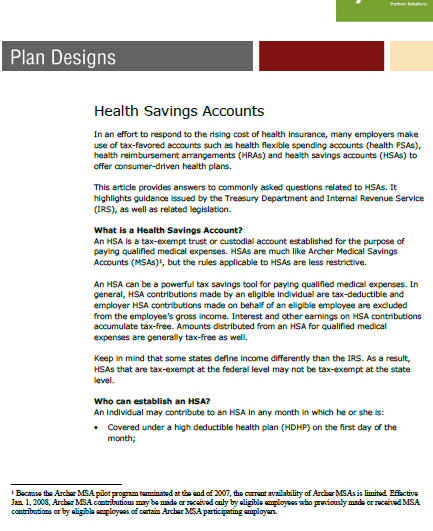 Partner Relations
Plan Designs
Health Savings Accounts
In an effort to respond to the rising cost of health insurance, many employers make
use of tax-favored accounts such as health flexible spending accounts (health FSAs),
health reimbursement arrangements (HRAs) and health savings accounts (HSAs) to
offer consumer-driven health plans.
This article provides answers to commonly asked questions related to HSAs. It
highlights guidance issued by the Treasury Department and Internal Revenue Service
(IRS), as well as related legislation.
What is a Health Savings Account?
An HSA is a tax-exempt trust or custodial account established for the purpose of
paying qualified medical expenses. HSAs are much like Archer Medical Savings
Accounts (MSAs)¹, but the rules applicable to HSAs are less restrictive.
An HSA can be a powerful tax savings tool for paying qualified medical expenses. In
general, HSA contributions made by an eligible individual are tax-deductible and
employer HSA contributions made on behalf of an eligible employee are excluded
from the employee's gross income. Interest and other earnings on HSA contributions
accumulate tax-free. Amounts distributed from an HSA for qualified medical
expenses are generally tax-free as well.
Keep in mind that some states define income differently than the IRS. As a result,
HSAs that are tax-exempt at the federal level may not be tax-exempt at the state
level.
Who can establish an HSA?
An individual may contribute to an HSA in any month in which he or she is:
• Covered under a high deductible health plan (HDHP) on the first day of the
month;
¹ Because the Archer MSA pilot program terminated at the end of 2007, the current availability of Archer MSAs is limited. Effective
Jan. 1, 2008, Archer MSA contributions may be made or received only by eligible employees who previously made or received MSA
contributions or by eligible employees of certain Archer MSA participating employers.